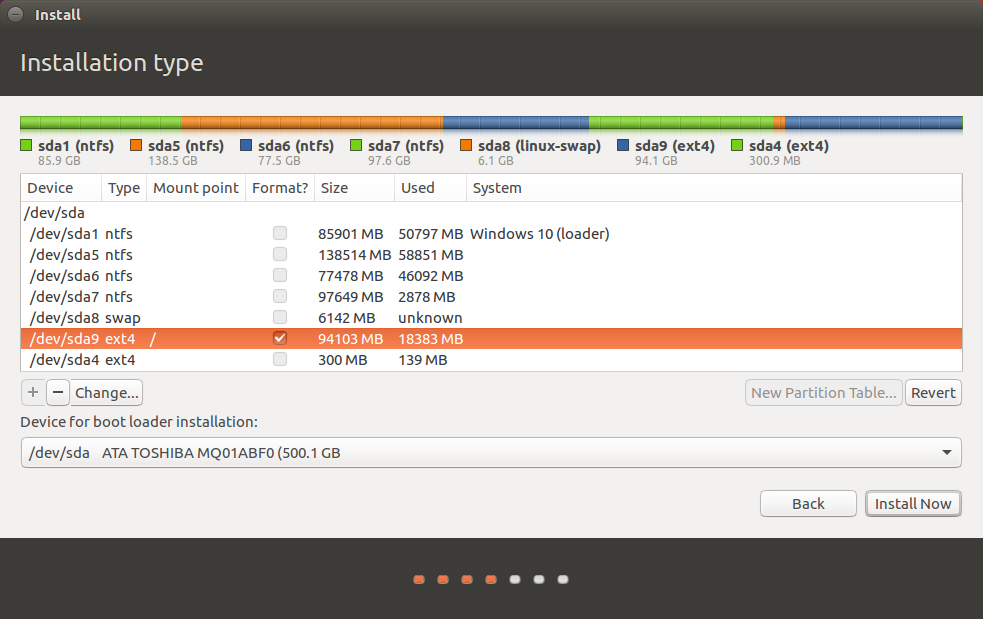 Install
Installation type
sda1 (ntfs) sda5 (ntfs) sda6 (ntfs) sda7 (ntfs) sda8 (linux-swap) sda9 (ext4) sda4 (ext4)
85.9 GB 138.5 GB 77.5 GB 97.6 GB 6.1 GB 94.1 GB 300.9 MB
Device Type Mount point Format? Size Used System
/dev/sda
/dev/sda1 ntfs 85901 MB 50797 MB Windows 10 (loader)
/dev/sda5 ntfs 138514 MB 58851 MB
/dev/sda6 ntfs 77478 MB 46092 MB
/dev/sda7 ntfs 97649 MB 2878 MB
/dev/sda8 swap 6142 MB unknown
/dev/sda9 ext4 / 94103 MB 18383 MB
/dev/sda4 ext4 300 MB 139 MB
+ − Change... New Partition Table... Revert
Device for boot loader installation:
/dev/sda ATA TOSHIBA MQ01ABF0 (500.1 GB
Back Install Now